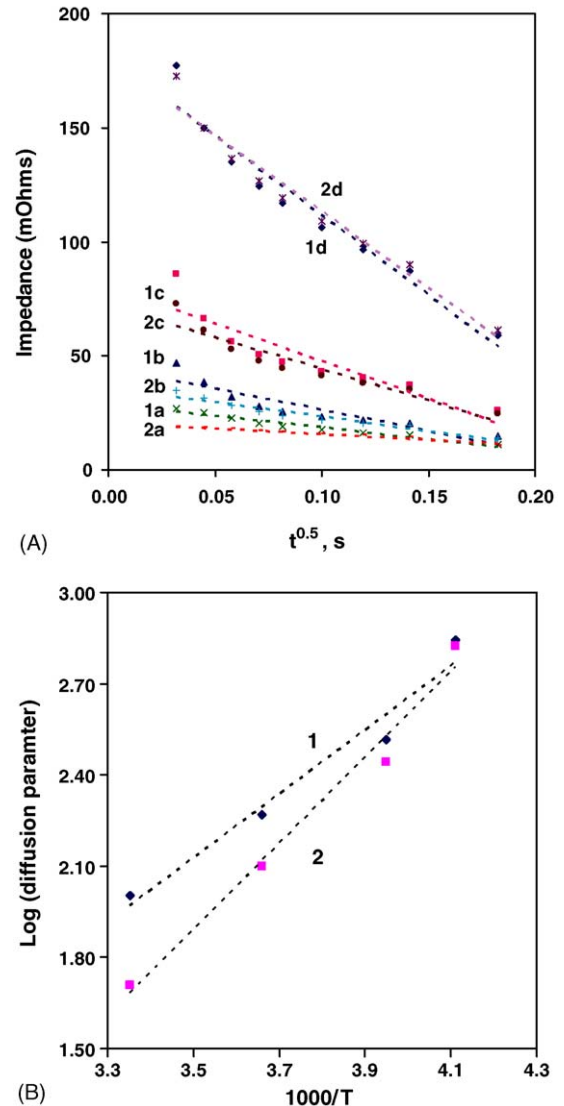 200
150
100
50
0
Impedance (mOhms)
2d
1d
1c
2c
1b
2b
1a
2a
0.00 0.05 0.10 0.15 0.20
(A) t^0.5 , s
3.00
2.70
2.40
2.10
1.80
1.50
Log (diffusion paramter)
1
2
3.3 3.5 3.7 3.9 4.1 4.3
(B) 1000/T